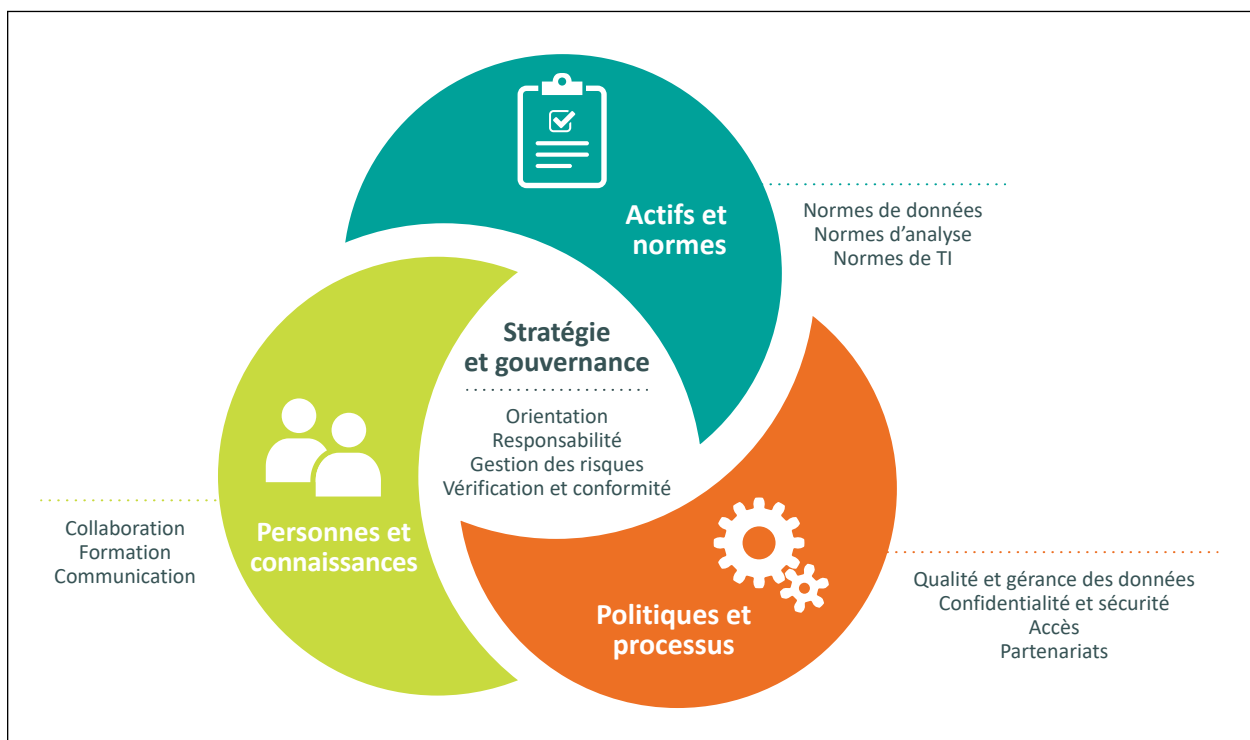 Actifs et
normes
Normes de données
Normes d’analyse
Normes de TI
Stratégie
et gouvernance
Orientation
Responsabilité
Gestion des risques
Vérification et conformité
Personnes et
connaissances
Collaboration
Formation
Communication
Politiques et
processus
Qualité et gérance des données
Confidentialité et sécurité
Accès
Partenariats